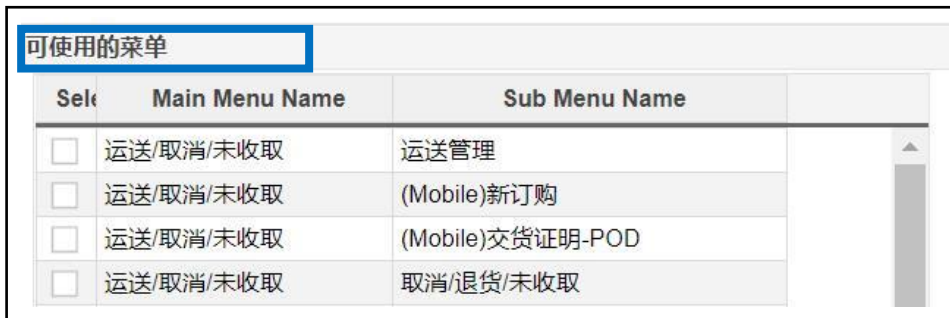 可使用的菜单
Sele Main Menu Name Sub Menu Name
运送/取消/未收取 运送管理
运送/取消/未收取 (Mobile)新订购
运送/取消/未收取 (Mobile)交货证明-POD
运送/取消/未收取 取消/退货/未收取